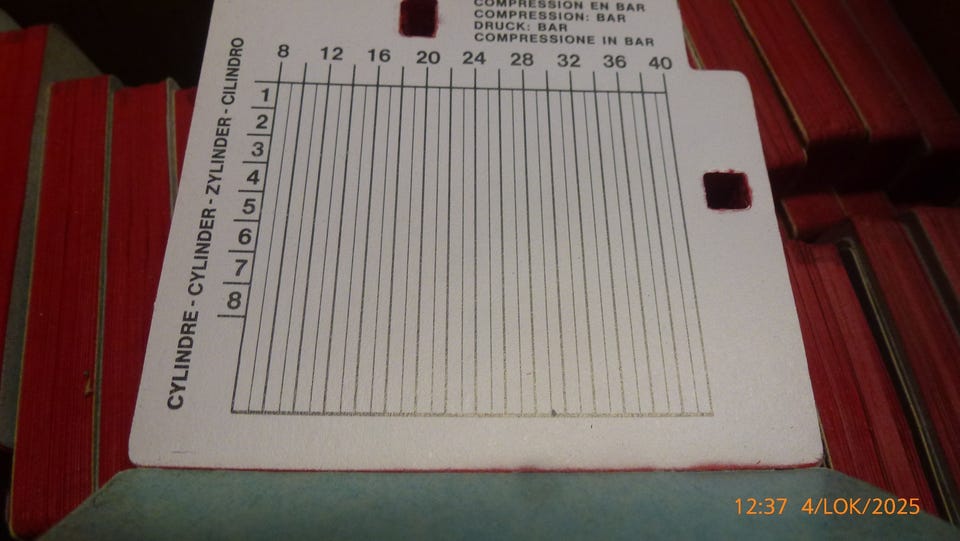 COMPRESSION EN BAR
COMPRESSION: BAR
DRUCK: BAR
COMPRESSIONE IN BAR
8 12 16 20 24 28 32 36 40
CYLINDRE - CYLINDER - ZYLINDER - CILINDRO
1
2
3
4
5
6
7
8
12:37 4/LOK/2025